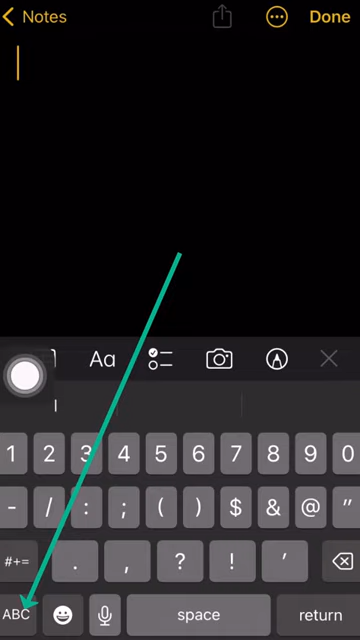 Notes Done
Aa
1 2 3 4 5 6 7 8 9 0
- / : ; ( ) $ & @ "
#+= . , ? ! '
ABC space return